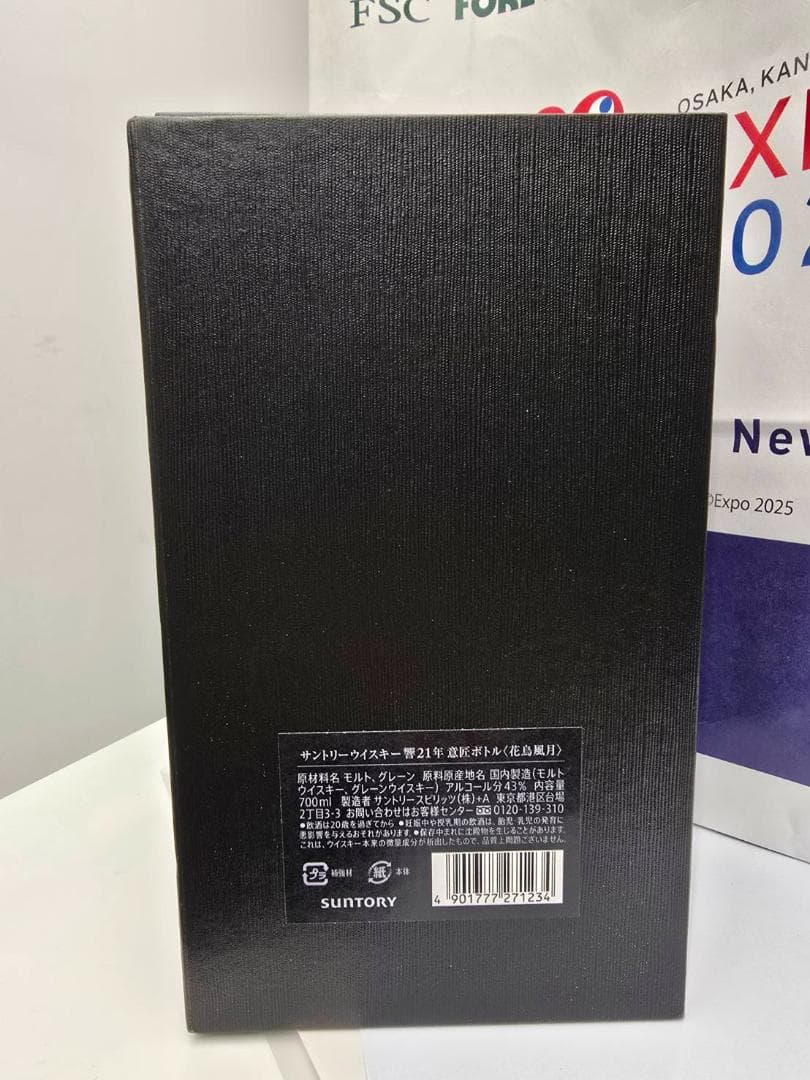 FSC
OSAKA, KAN
X
02
New
©Expo 2025
サントリーウイスキー 響21年 意匠ボトル〈花鳥風月〉
原材料名 モルト、グレーン 原料原産地名 国内製造(モルト
ウイスキー、グレーンウイスキー) アルコール分43% 内容量
700ml 製造者 サントリースピリッツ(株)+A 東京都港区台場
2丁目3-3 お問い合わせはお客様センター 0120-139-310
●飲酒は20歳を過ぎてから ●妊娠中や授乳期の飲酒は、胎児・乳児の発育に
悪影響を与えるおそれがあります。 ●保存中まれに沈殿物を生じることがあります。
これは、ウイスキー本来の微量成分が析出したもので、品質上問題ございません。
プラ 補強材 紙 本体
SUNTORY
4 901777 271234